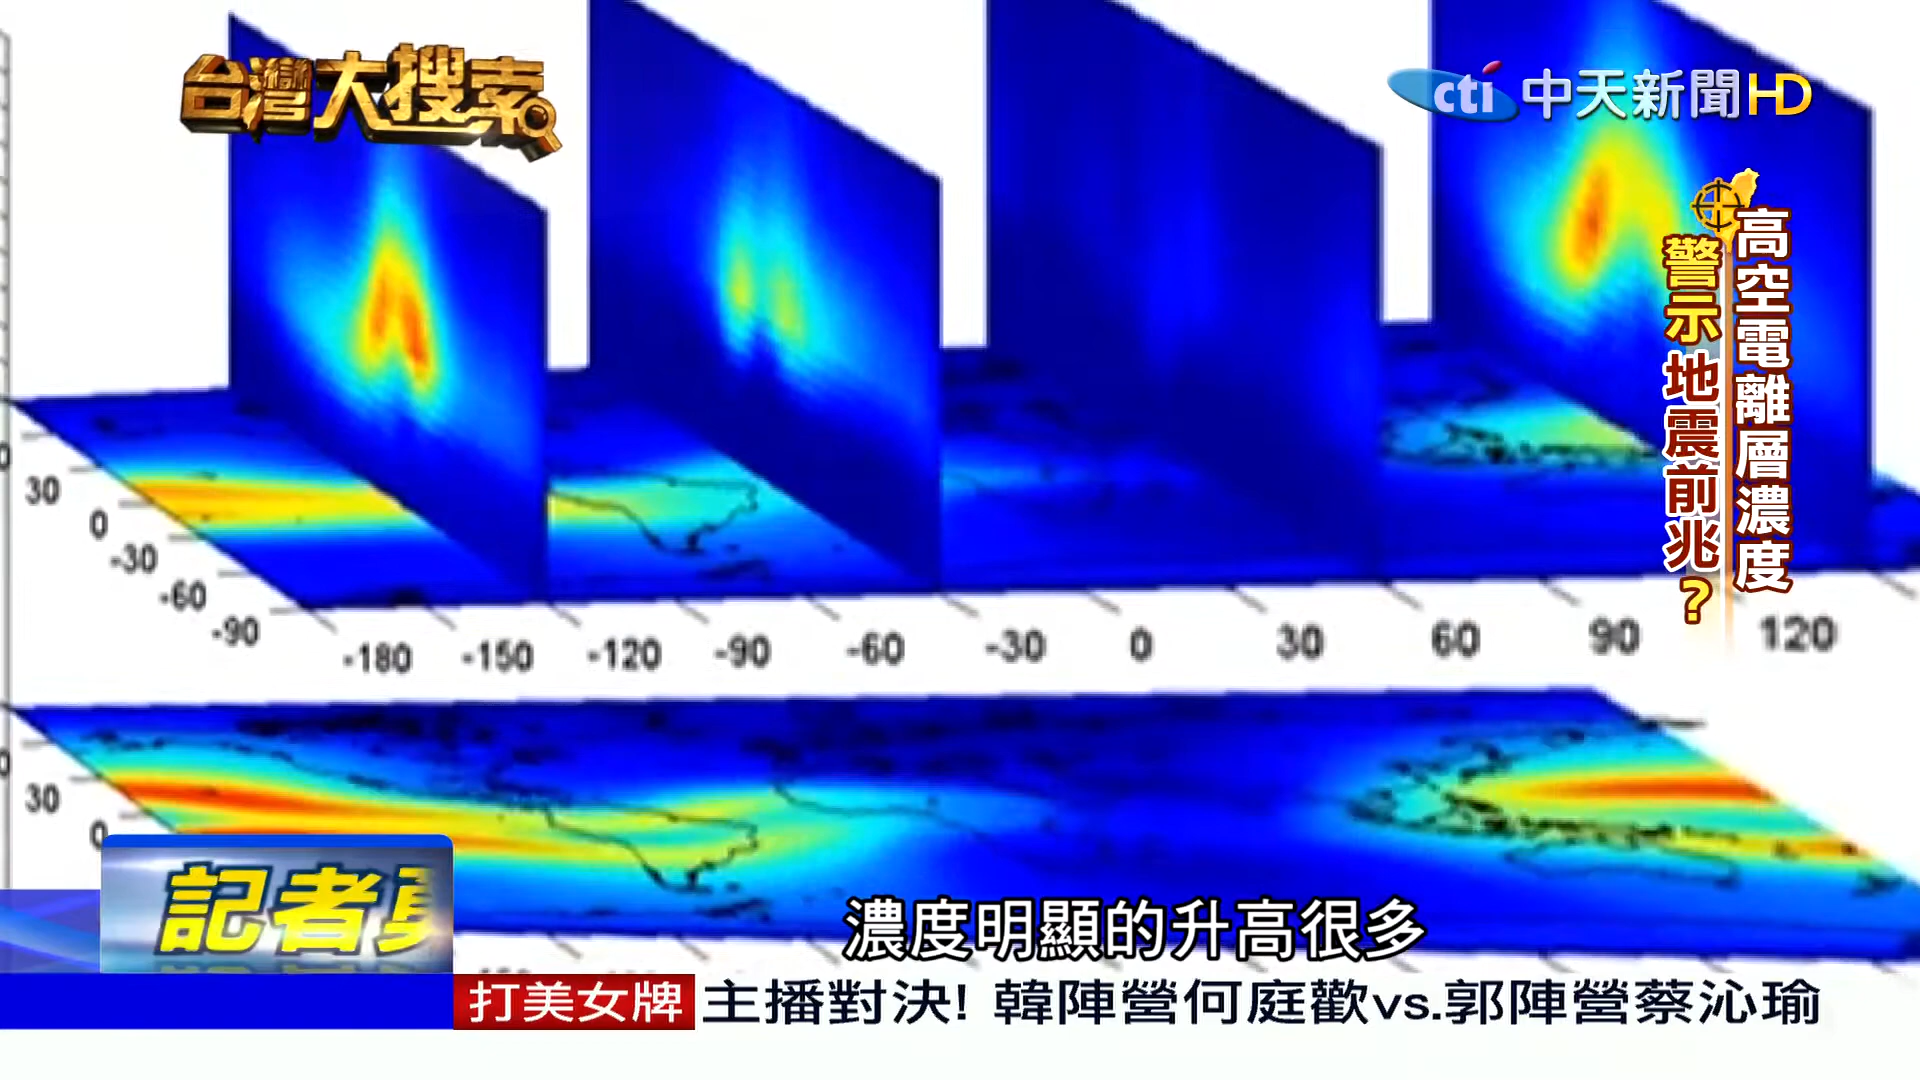 台灣大搜索
cti 中天新聞HD
高空電離層濃度
警示 地震前兆?
30
0
-30
-60
-90
-180 -150 -120 -90 -60 -30 0 30 60 90 120
30
0
記者
濃度明顯的升高很多
打美女牌 主播對決! 韓陣營何庭歡vs.郭陣營蔡沁瑜